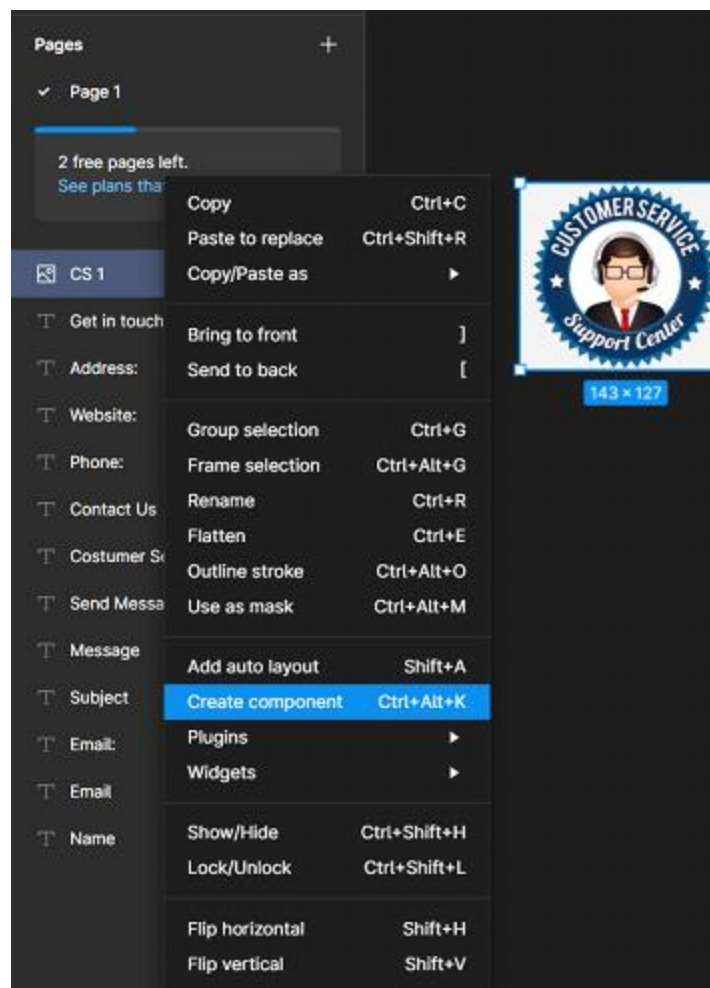 Pages
+
Page 1
2 free pages left.
See plans tha
CS 1
Get in touch
Address:
Website:
Phone:
Contact Us
Costumer Se
Send Messa
Message
Subject
Email:
Email
Name
Copy Ctrl+C
Paste to replace Ctrl+Shift+R
Copy/Paste as
Bring to front ]
Send to back [
Group selection Ctrl+G
Frame selection Ctrl+Alt+G
Rename Ctrl+R
Flatten Ctrl+E
Outline stroke Ctrl+Alt+O
Use as mask Ctrl+Alt+M
Add auto layout Shift+A
Create component Ctrl+Alt+K
Plugins
Widgets
Show/Hide Ctrl+Shift+H
Lock/Unlock Ctrl+Shift+L
Flip horizontal Shift+H
Flip vertical Shift+V
CUSTOMER SERVICE
Support Center
143 × 127